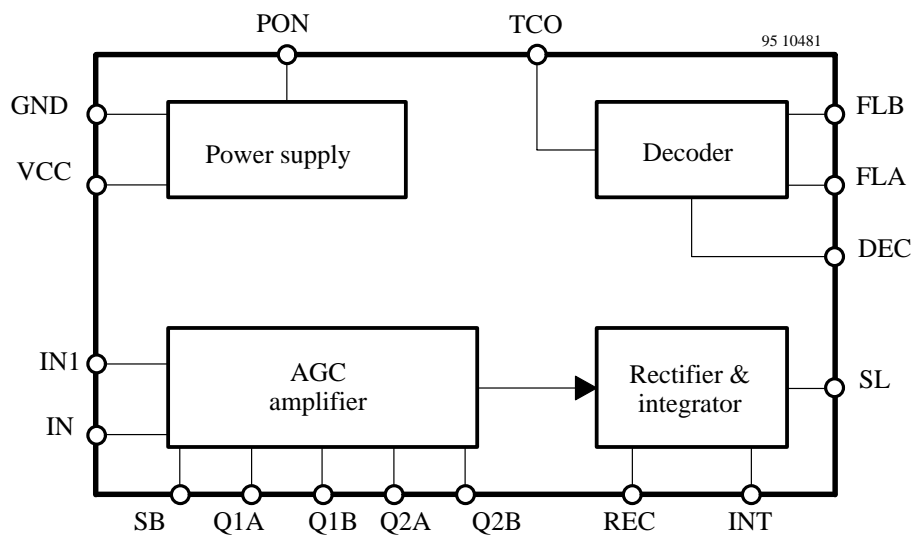 PON
TCO
95 10481
GND
FLB
Power supply
Decoder
VCC
FLA
DEC
IN1
AGC
amplifier
Rectifier &
integrator
SL
IN
SB
Q1A
Q1B
Q2A
Q2B
REC
INT